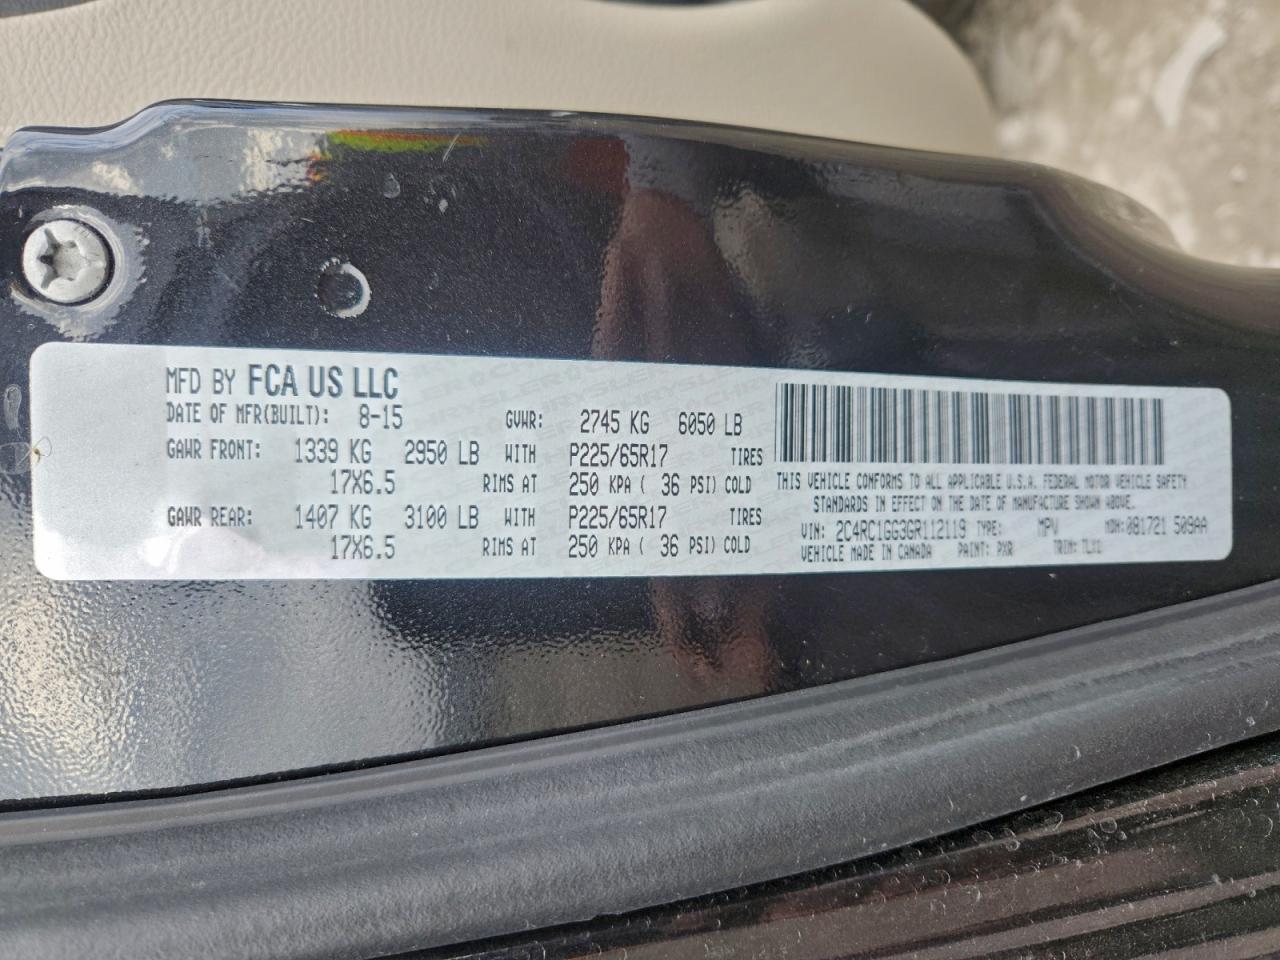 MFD BY FCA US LLC
DATE OF MFR(BUILT): 8-15 GVWR: 2745 KG 6050 LB
GAWR FRONT: 1339 KG 2950 LB WITH P225/65R17 TIRES
17X6.5 RIMS AT 250 KPA ( 36 PSI) COLD
GAWR REAR: 1407 KG 3100 LB WITH P225/65R17 TIRES
17X6.5 RIMS AT 250 KPA ( 36 PSI) COLD
THIS VEHICLE CONFORMS TO ALL APPLICABLE U.S.A. FEDERAL MOTOR VEHICLE SAFETY
STANDARDS IN EFFECT ON THE DATE OF MANUFACTURE SHOWN ABOVE.
VIN: 2C4RC1GG3GR112119 TYPE: MPV MDH: 081721 509AA
VEHICLE MADE IN CANADA PAINT: PXR TRIM: